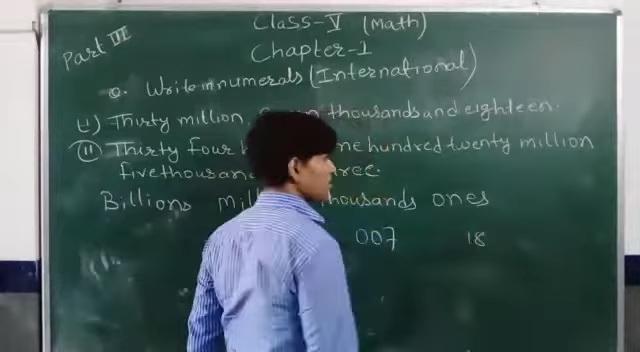 Part III
Class-V (Math)
Chapter-1
Q. Write in numerals (International)
(i) Thirty million, thousands and eighteen.
(ii) Thirty four hundred twenty million
five
Billions thousands ones
007 18